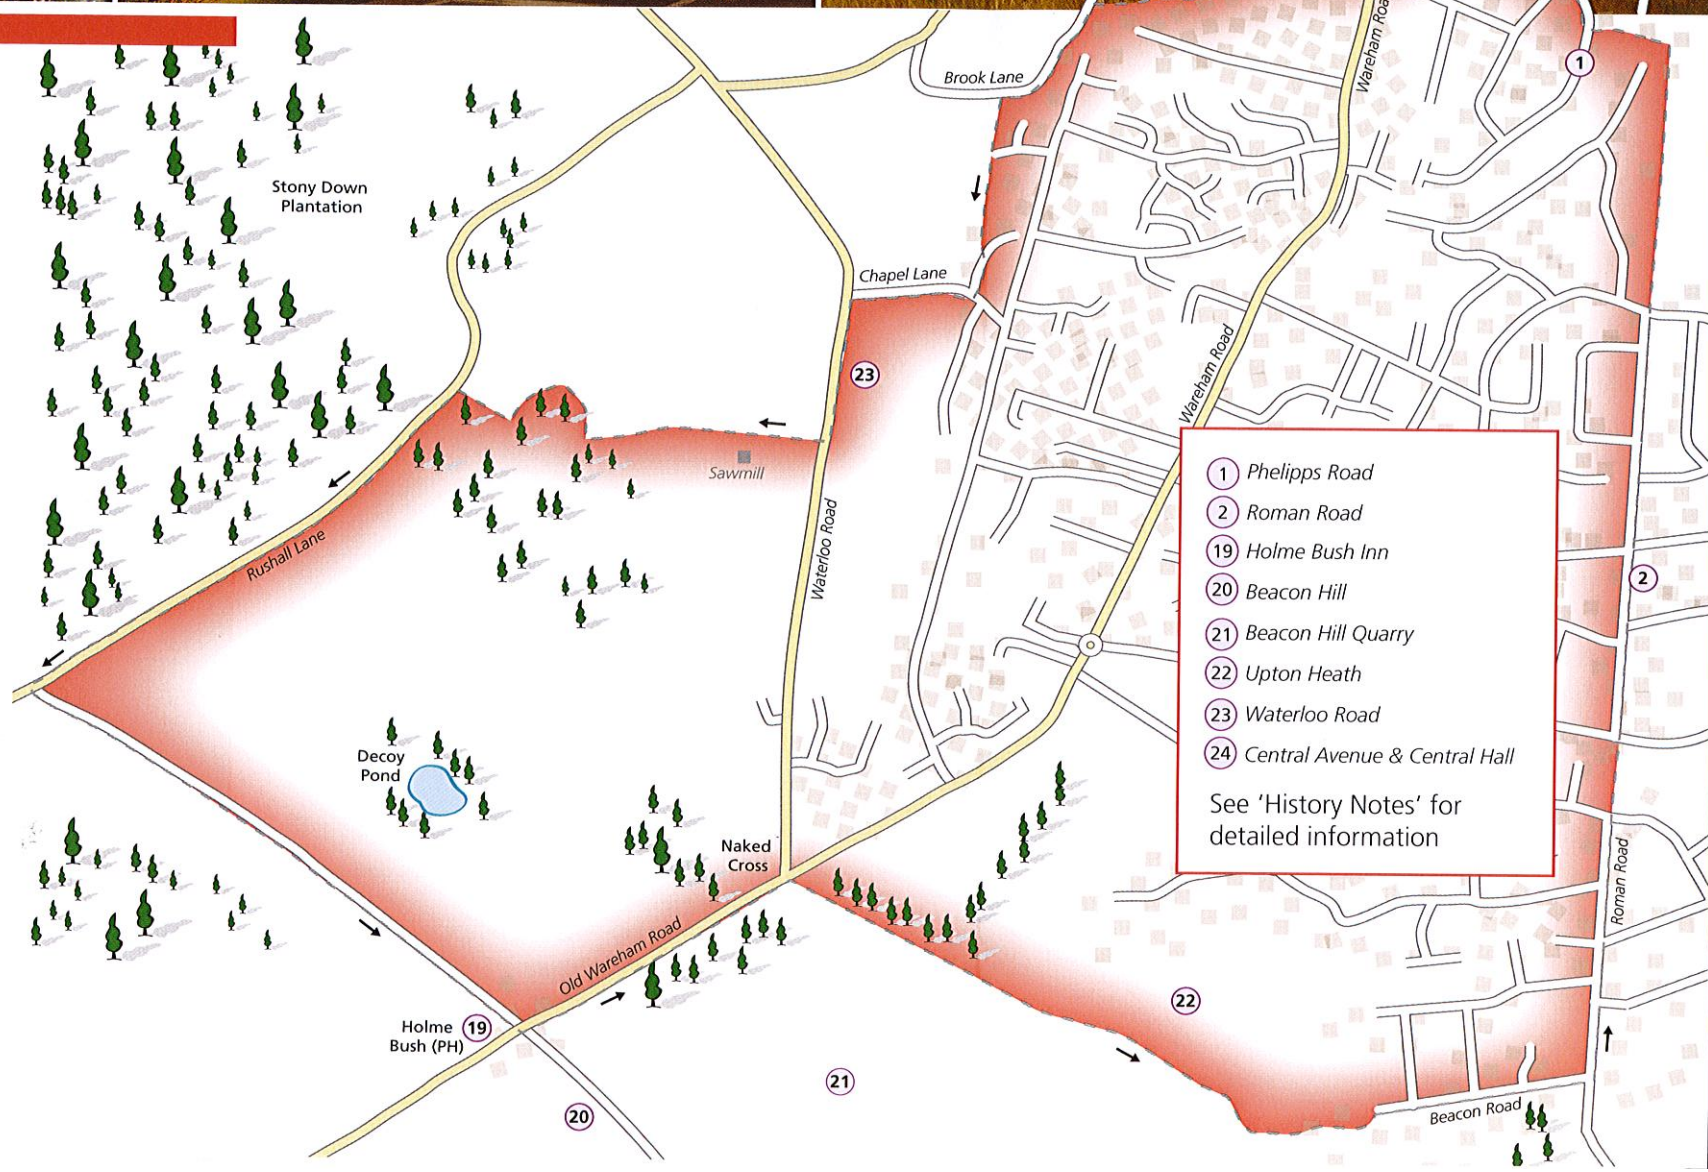 Wareham Road
Brook Lane
1
Stony Down
Plantation
Chapel Lane
23
Wareham Road
Sawmill
Waterloo Road
Rushall Lane
1 Phelipps Road
2 Roman Road
19 Holme Bush Inn
20 Beacon Hill
21 Beacon Hill Quarry
22 Upton Heath
23 Waterloo Road
24 Central Avenue & Central Hall
See ‘History Notes’ for
detailed information
2
Decoy
Pond
Naked
Cross
Roman Road
Old Wareham Road
22
Holme
Bush (PH)
19
21
20
Beacon Road